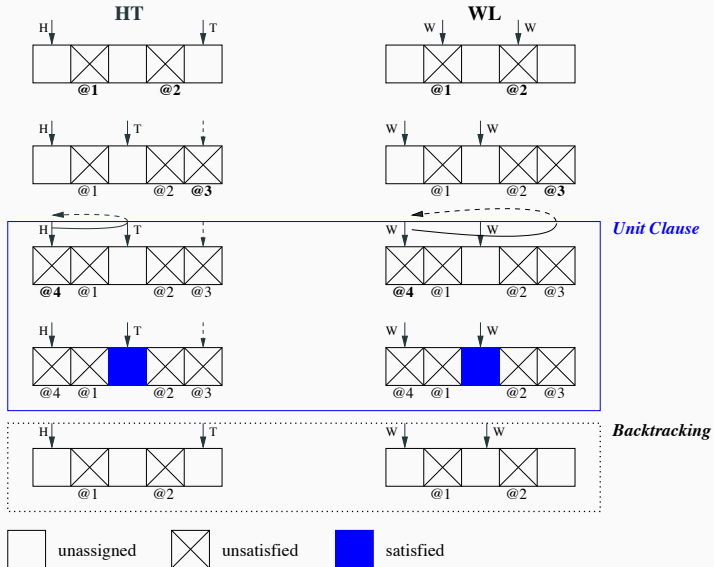 HT WL
H T W W
@1 @2 @1 @2
H T W W
@1 @2 @3 @1 @2 @3
Unit Clause
H T W W
@4 @1 @2 @3 @4 @1 @2 @3
H T W W
@4 @1 @2 @3 @4 @1 @2 @3
Backtracking
H T W W
@1 @2 @1 @2
unassigned unsatisfied satisfied